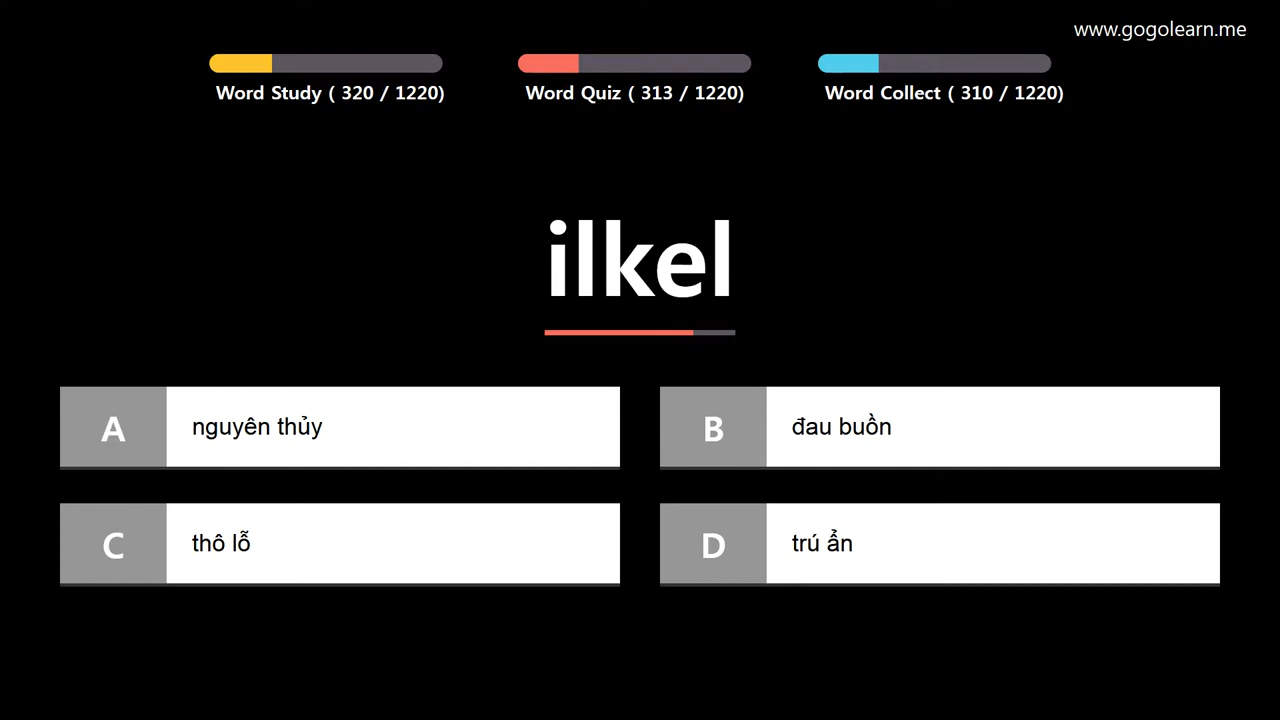 www.gogolearn.me
Word Study ( 320 / 1220)
Word Quiz ( 313 / 1220)
Word Collect ( 310 / 1220)
ilkel
A nguyên thủy
B đau buồn
C thô lỗ
D trú ẩn